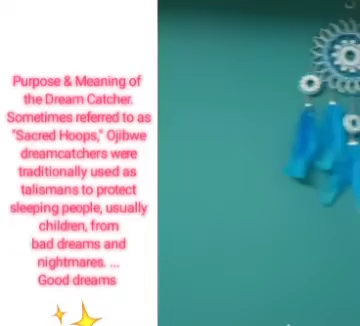 Purpose & Meaning of
the Dream Catcher.
Sometimes referred to as
"Sacred Hoops," Ojibwe
dreamcatchers were
traditionally used as
talismans to protect
sleeping people, usually
children, from
bad dreams and
nightmares. ...
Good dreams